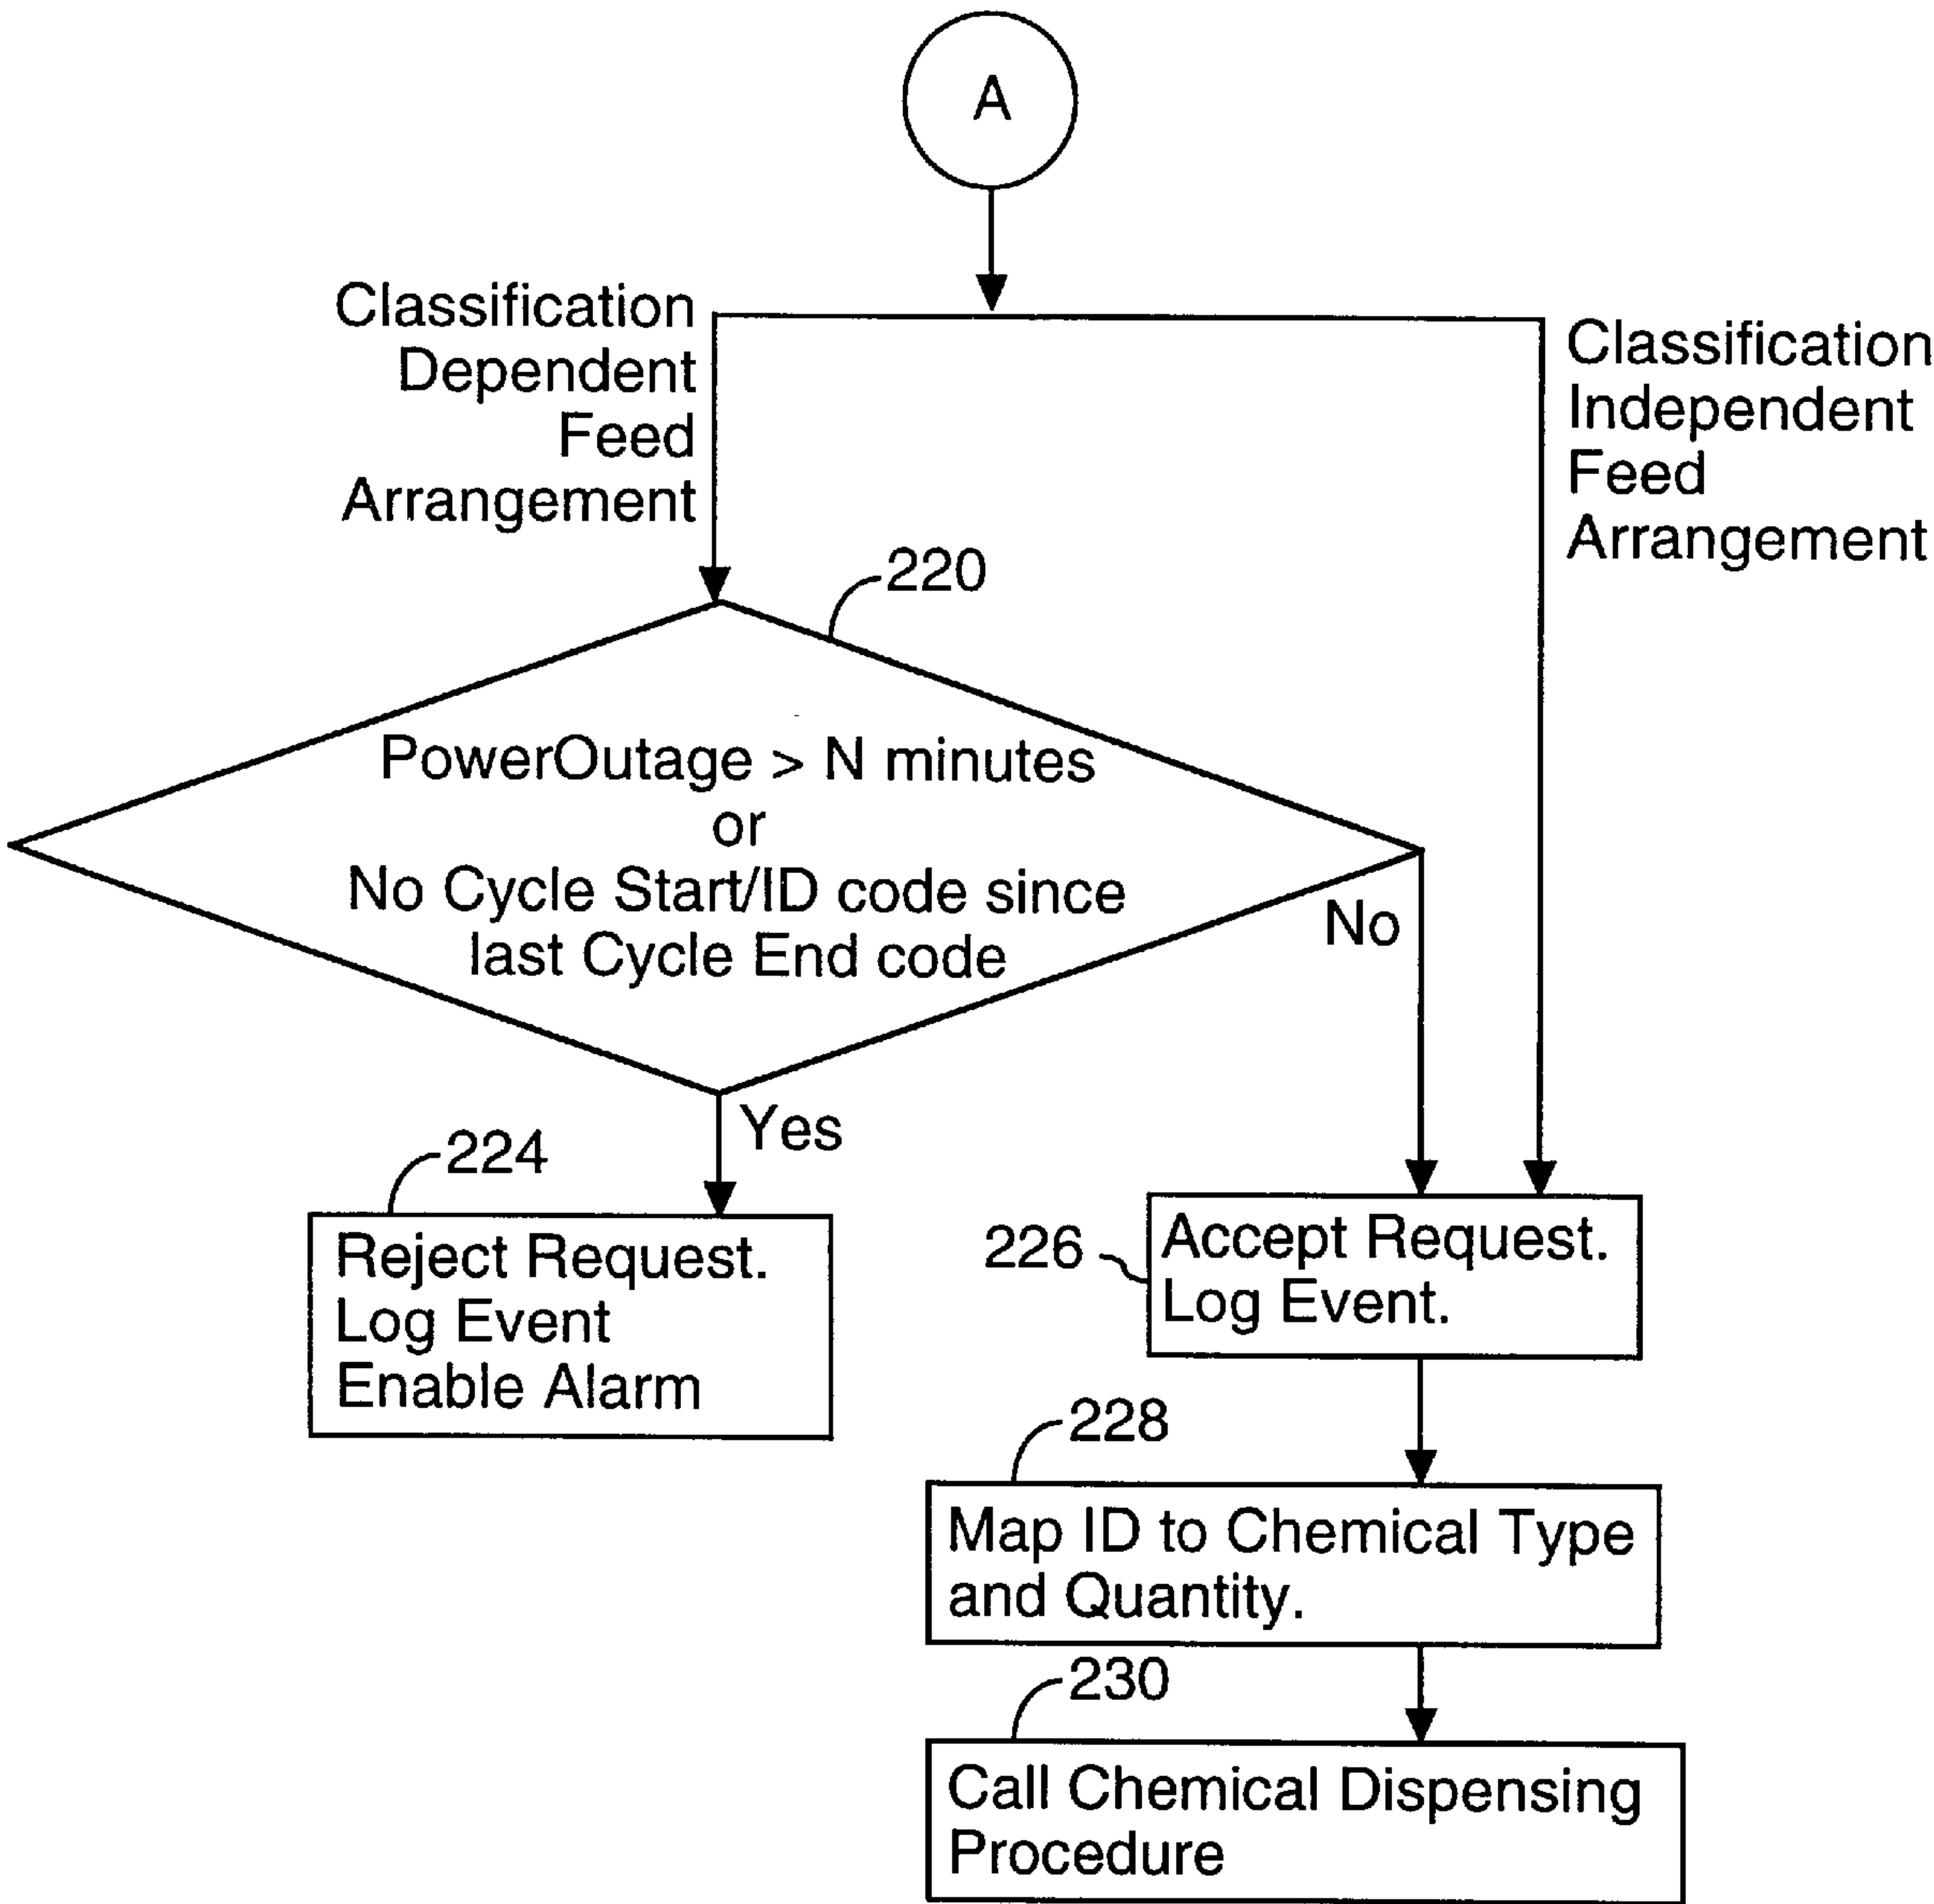 A
Classification
Dependent
Feed
Arrangement
Classification
Independent
Feed
Arrangement
220
PowerOutage > N minutes
or
No Cycle Start/ID code since
last Cycle End code
No
Yes
224
Reject Request.
Log Event
Enable Alarm
226
Accept Request.
Log Event.
228
Map ID to Chemical Type
and Quantity.
230
Call Chemical Dispensing
Procedure